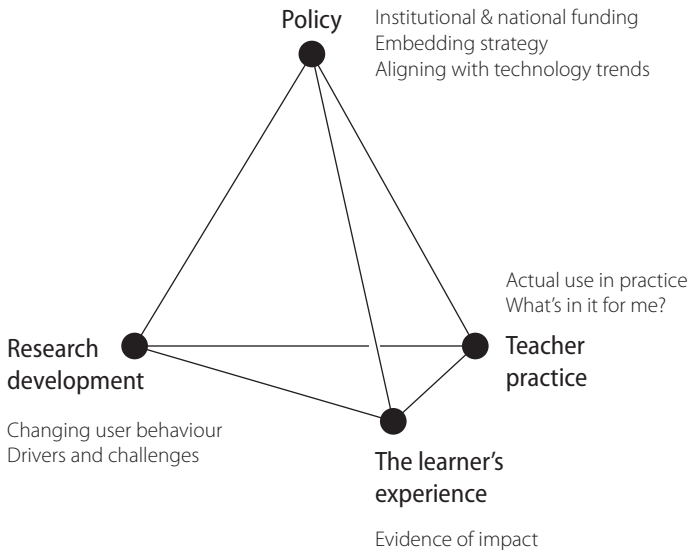 Policy
Institutional & national funding
Embedding strategy
Aligning with technology trends
Actual use in practice
What's in it for me?
Teacher
practice
Research
development
Changing user behaviour
Drivers and challenges
The learner's
experience
Evidence of impact